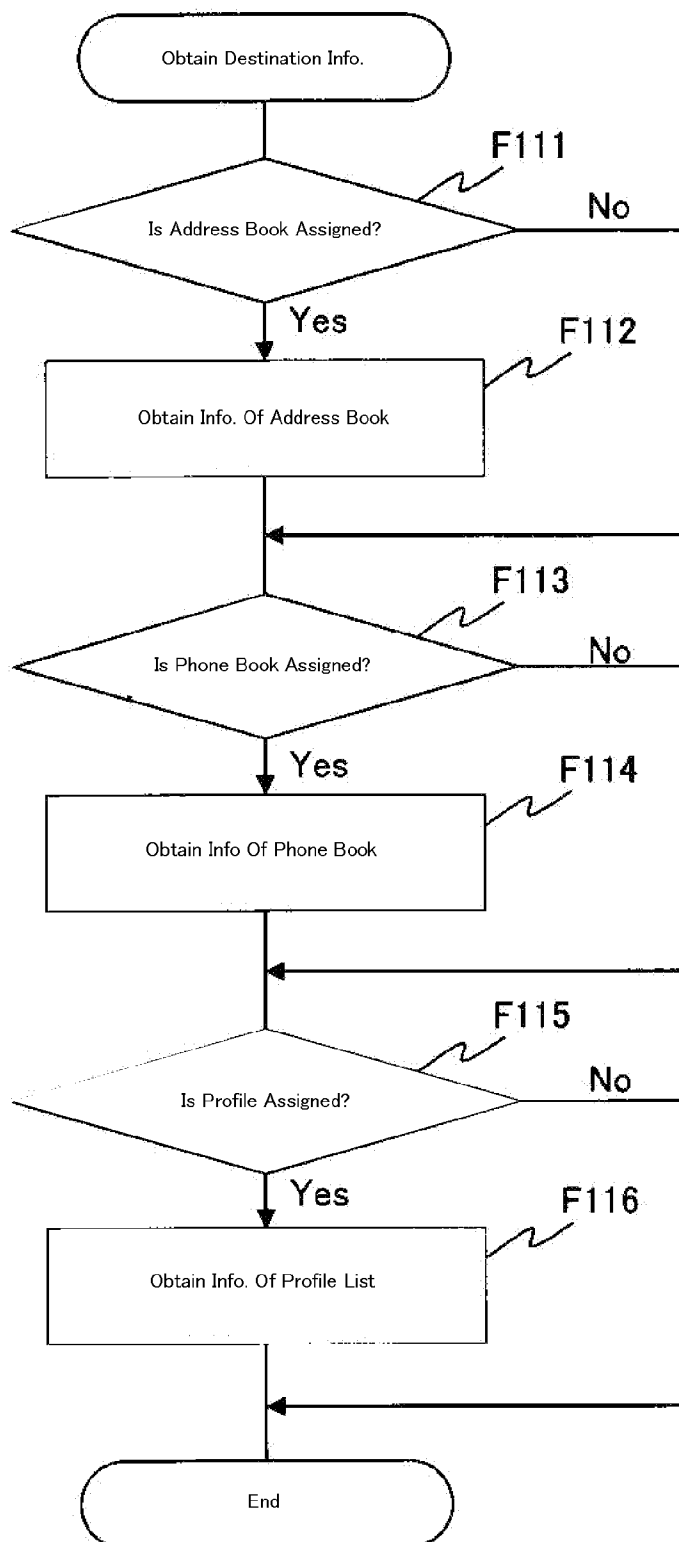 Obtain Destination Info.
F111
Is Address Book Assigned?
No
Yes
F112
Obtain Info. Of Address Book
F113
Is Phone Book Assigned?
No
Yes
F114
Obtain Info Of Phone Book
F115
Is Profile Assigned?
No
Yes
F116
Obtain Info. Of Profile List
End